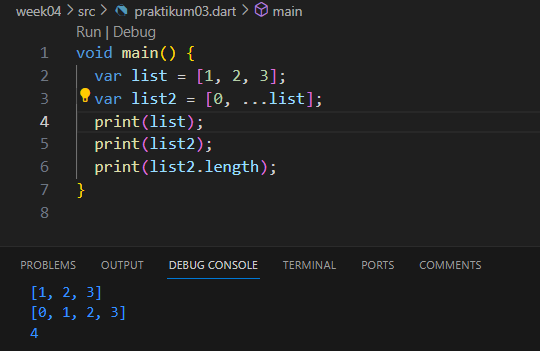 week04 > src > praktikum03.dart > main
Run | Debug
1 void main() {
2   var list = [1, 2, 3];
3   var list2 = [0, ...list];
4   print(list);
5   print(list2);
6   print(list2.length);
7 }
8
PROBLEMS OUTPUT DEBUG CONSOLE TERMINAL PORTS COMMENTS
[1, 2, 3]
[0, 1, 2, 3]
4